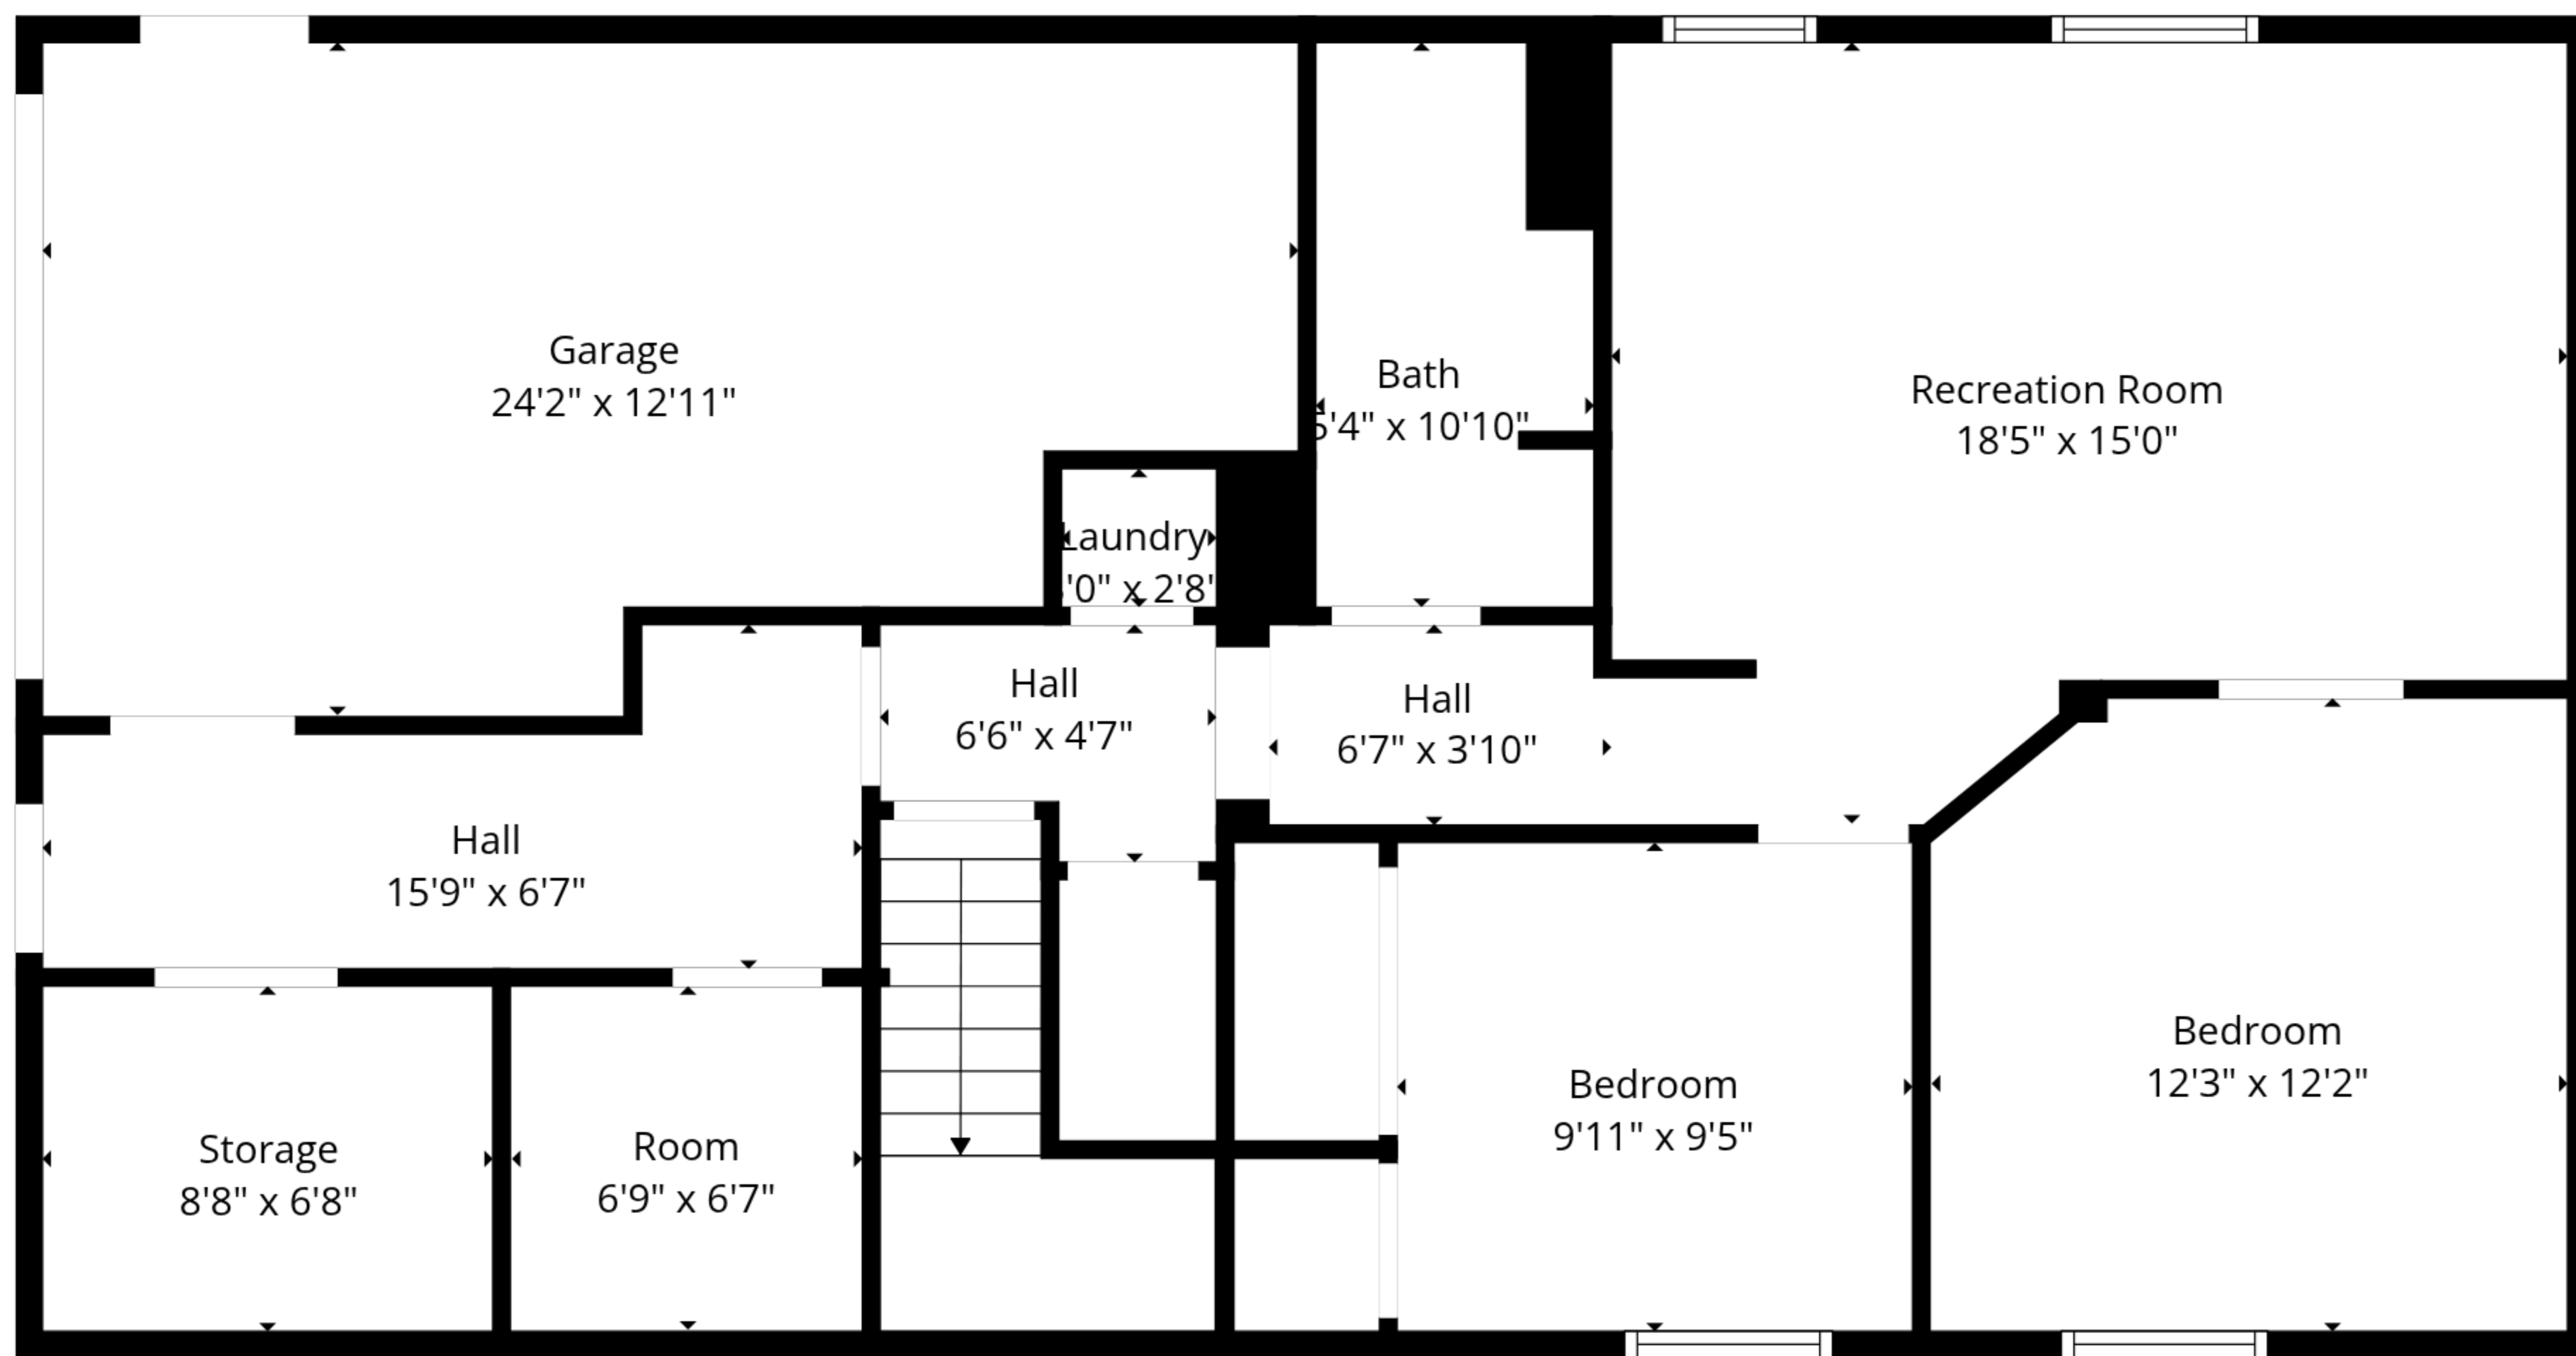 Garage
24'2" x 12'11"
Bath
5'4" x 10'10"
Recreation Room
18'5" x 15'0"
Laundry
'0" x 2'8"
Hall
6'6" x 4'7"
Hall
6'7" x 3'10"
Hall
15'9" x 6'7"
Bedroom
12'3" x 12'2"
Bedroom
9'11" x 9'5"
Storage
8'8" x 6'8"
Room
6'9" x 6'7"